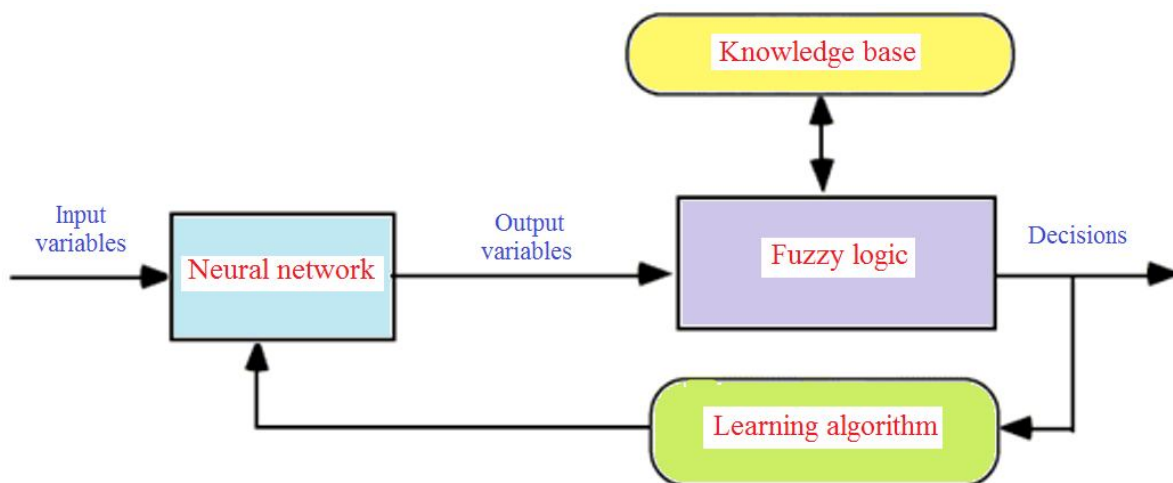 Knowledge base
Input
variables
Neural network
Output
variables
Fuzzy logic
Decisions
Learning algorithm